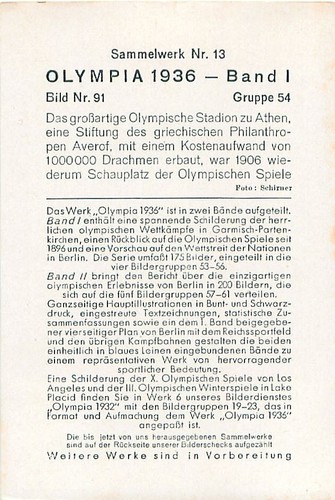 Sammelwerk Nr. 13
OLYMPIA 1936 — Band I
Bild Nr. 91 Gruppe 54
Das großartige Olympische Stadion zu Athen,
eine Stiftung des griechischen Philanthro-
pen Averof, mit einem Kostenaufwand von
1000000 Drachmen erbaut, war 1906 wie-
derum Schauplatz der Olympischen Spiele
Foto: Schirner
Das Werk „Olympia 1936" ist in zwei Bände aufgeteilt.
Band I enthält eine spannende Schilderung der herr-
lichen olympischen Wettkämpfe in Garmisch-Parten-
kirchen, einen Rückblick auf die Olympischen Spiele seit
1896 und eine Vorschau auf den Wettstreit der Nationen
in Berlin. Die Serie umfaßt 175 Bilder, eingeteilt in die
vier Bildergruppen 53–56.
Band II bringt den Bericht über die einzigartigen
olympischen Erlebnisse von Berlin in 200 Bildern, die
sich auf die fünf Bildergruppen 57–61 verteilen.
Ganzseitige Hauptillustrationen in Bunt- und Schwarz-
druck, eingestreute Textzeichnungen, statistische Zu-
sammenfassungen sowie ein dem I. Band beigegebe-
ner vierseitiger Plan von Berlin mit dem Reichssportfeld
und den übrigen Kampfbahnen gestalten die beiden
einheitlich in blaues Leinen eingebundenen Bände zu
einem repräsentativen Werk von hervorragender
sportlicher Bedeutung.
Eine Schilderung der X. Olympischen Spiele von Los
Angeles und der III. Olympischen Winterspiele in Lake
Placid finden Sie in Werk 6 unseres Bilderdienstes
„Olympia 1932" mit den Bildergruppen 19–23, das in
Format und Aufmachung dem Werk „Olympia 1936"
angepaßt ist.
Die bis jetzt von uns herausgegebenen Sammelwerke
sind auf der Rückseite unserer Bilderschecks aufgezählt
Weitere Werke sind in Vorbereitung